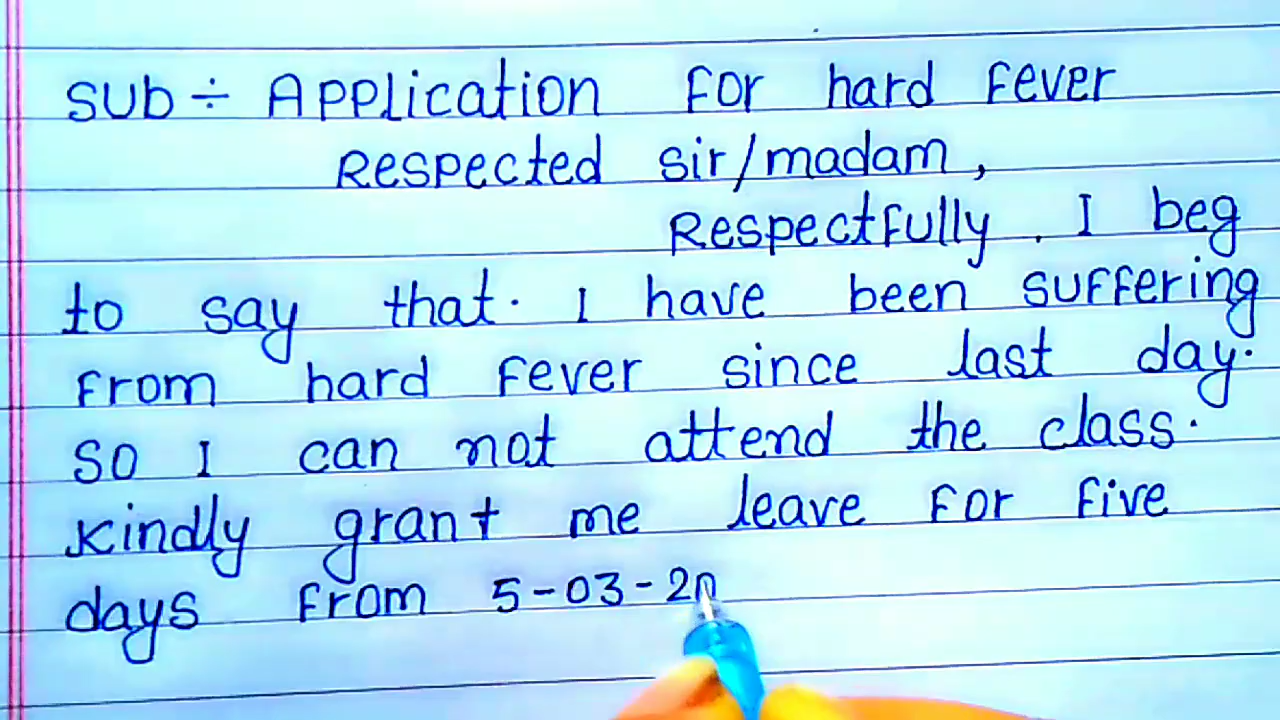 Sub ÷ Application for hard fever
Respected sir/madam,
Respectfully. I beg
to say that. I have been suffering
from hard fever since last day.
so I can not attend the class.
kindly grant me leave for five
days from 5-03-20